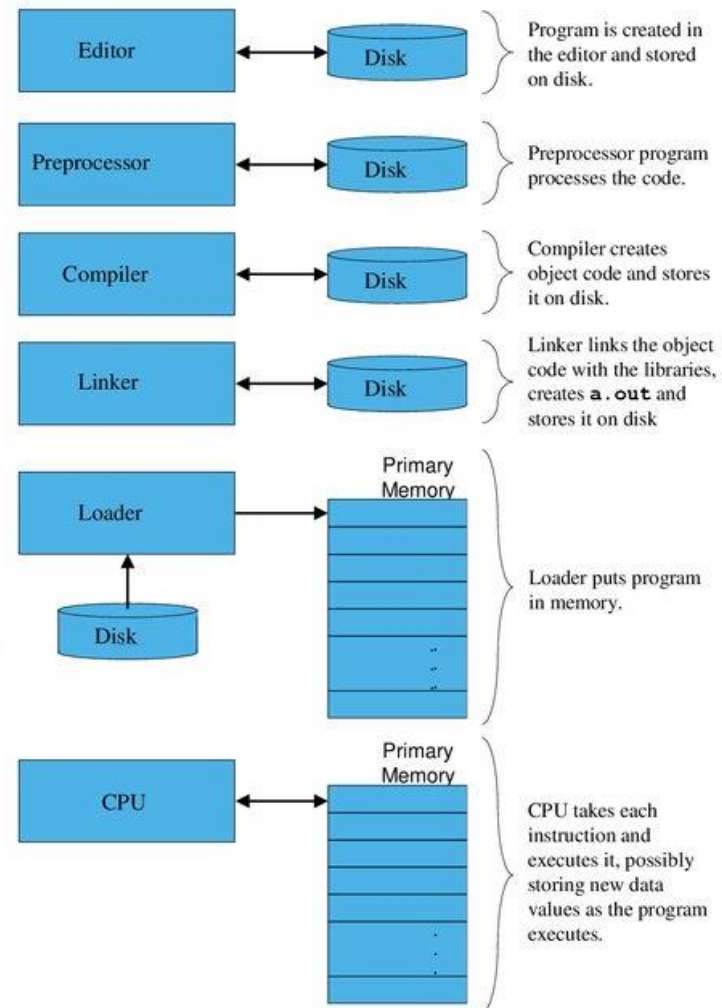 Editor
Disk
Program is created in
the editor and stored
on disk.
Preprocessor
Disk
Preprocessor program
processes the code.
Compiler
Disk
Compiler creates
object code and stores
it on disk.
Linker
Disk
Linker links the object
code with the libraries,
creates a.out and
stores it on disk
Loader
Disk
Primary
Memory
Loader puts program
in memory.
CPU
Primary
Memory
CPU takes each
instruction and
executes it, possibly
storing new data
values as the program
executes.